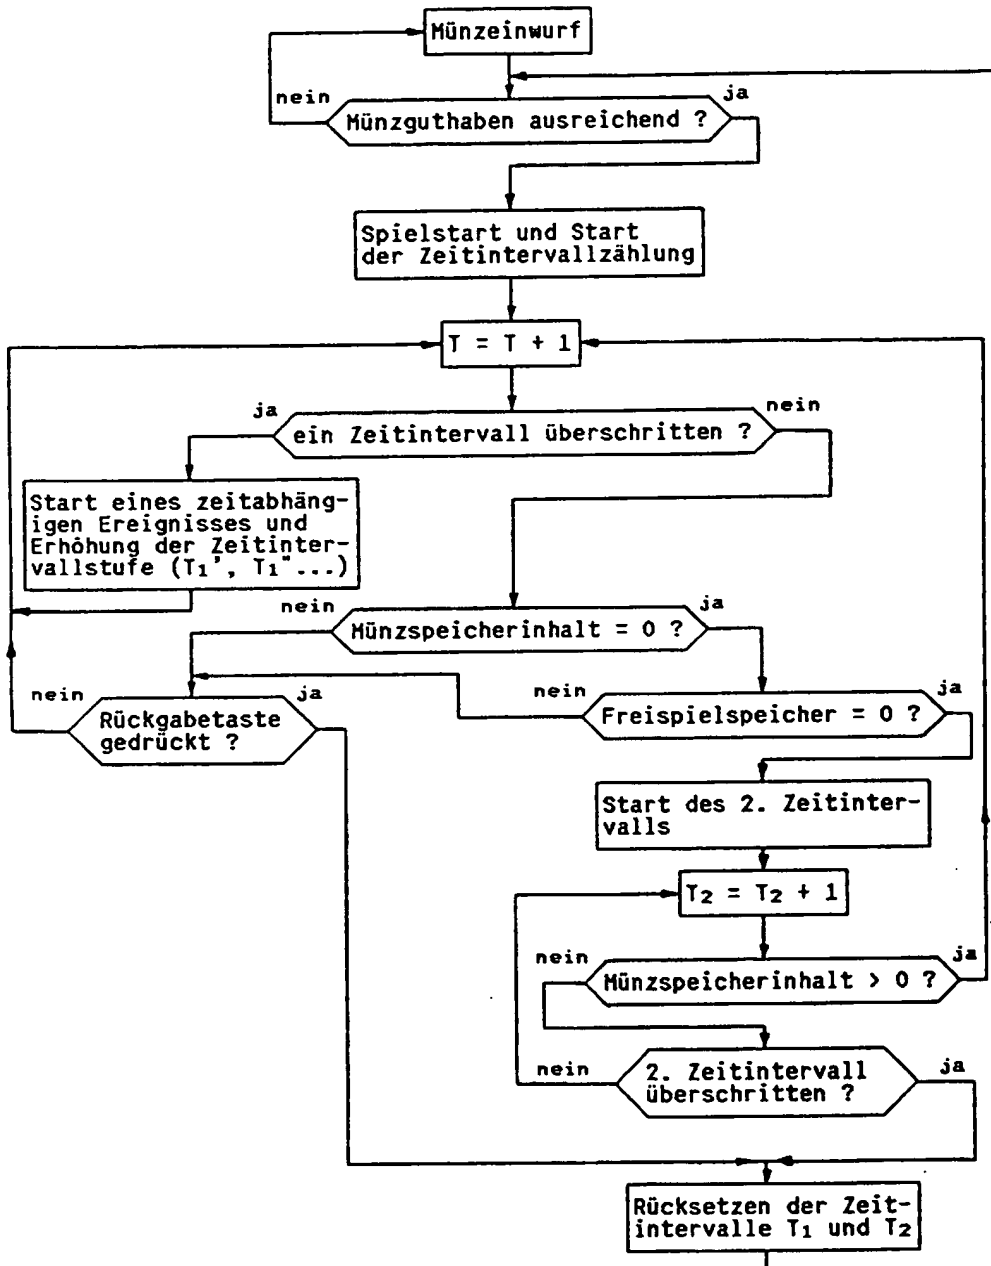 Münzeinwurf
nein
ja
Münzguthaben ausreichend ?
Spielstart und Start
der Zeitintervallzählung
T = T + 1
ja
nein
ein Zeitintervall überschritten ?
Start eines zeitabhäng-
igen Ereignisses und
Erhöhung der Zeitinter-
vallstufe (T1', T1"...)
nein
ja
Münzspeicherinhalt = 0 ?
nein
ja
nein
ja
Rückgabetaste
gedrückt ?
Freispielspeicher = 0 ?
Start des 2. Zeitinter-
valls
T2 = T2 + 1
nein
ja
Münzspeicherinhalt > 0 ?
nein
ja
2. Zeitintervall
überschritten ?
Rücksetzen der Zeit-
intervalle T1 und T2